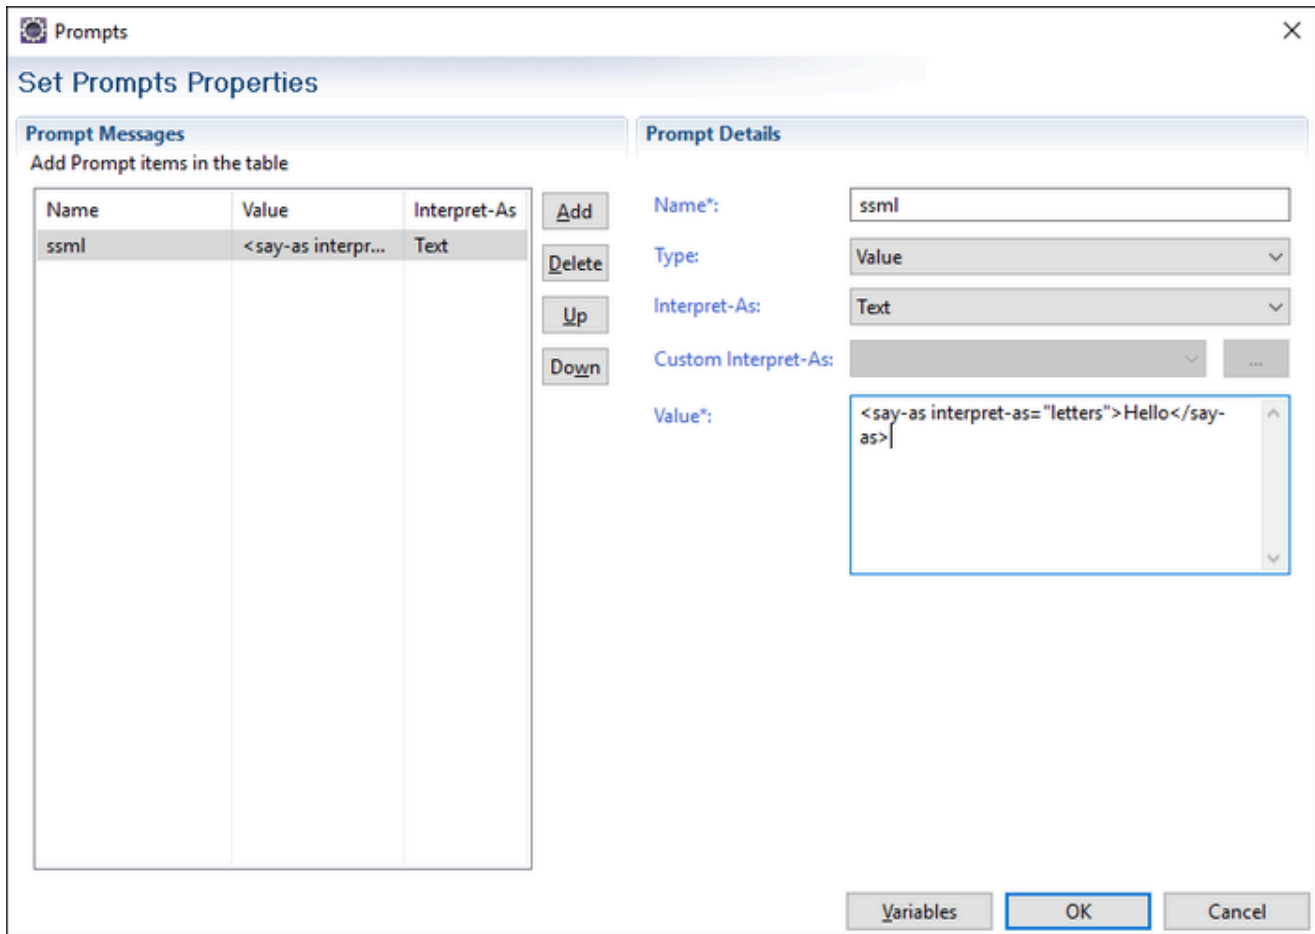 Prompts
Set Prompts Properties
Prompt Messages
Add Prompt items in the table
Name Value Interpret-As
ssml <say-as interpr... Text
Add
Delete
Up
Down
Prompt Details
Name*: ssml
Type: Value
Interpret-As: Text
Custom Interpret-As: ...
Value*: <say-as interpret-as="letters">Hello</say-
as>
Variables OK Cancel